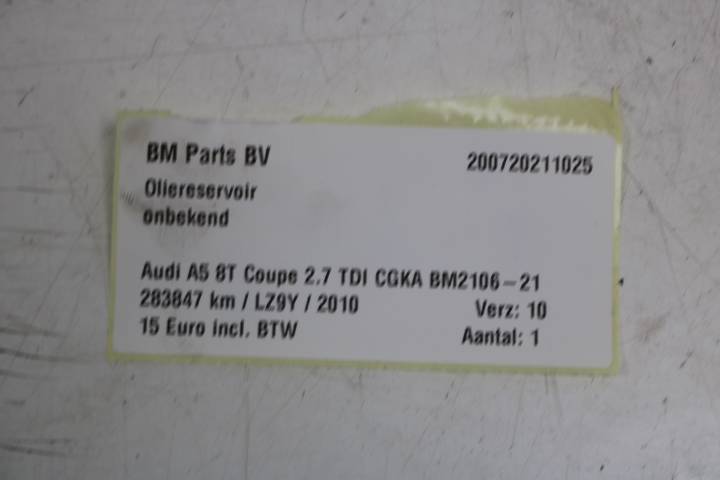 BM Parts BV 200720211025
Oliereservoir
onbekend
Audi A5 8T Coupe 2.7 TDI CGKA BM2106-21
283847 km / LZ9Y / 2010 Verz: 10
15 Euro incl. BTW Aantal: 1